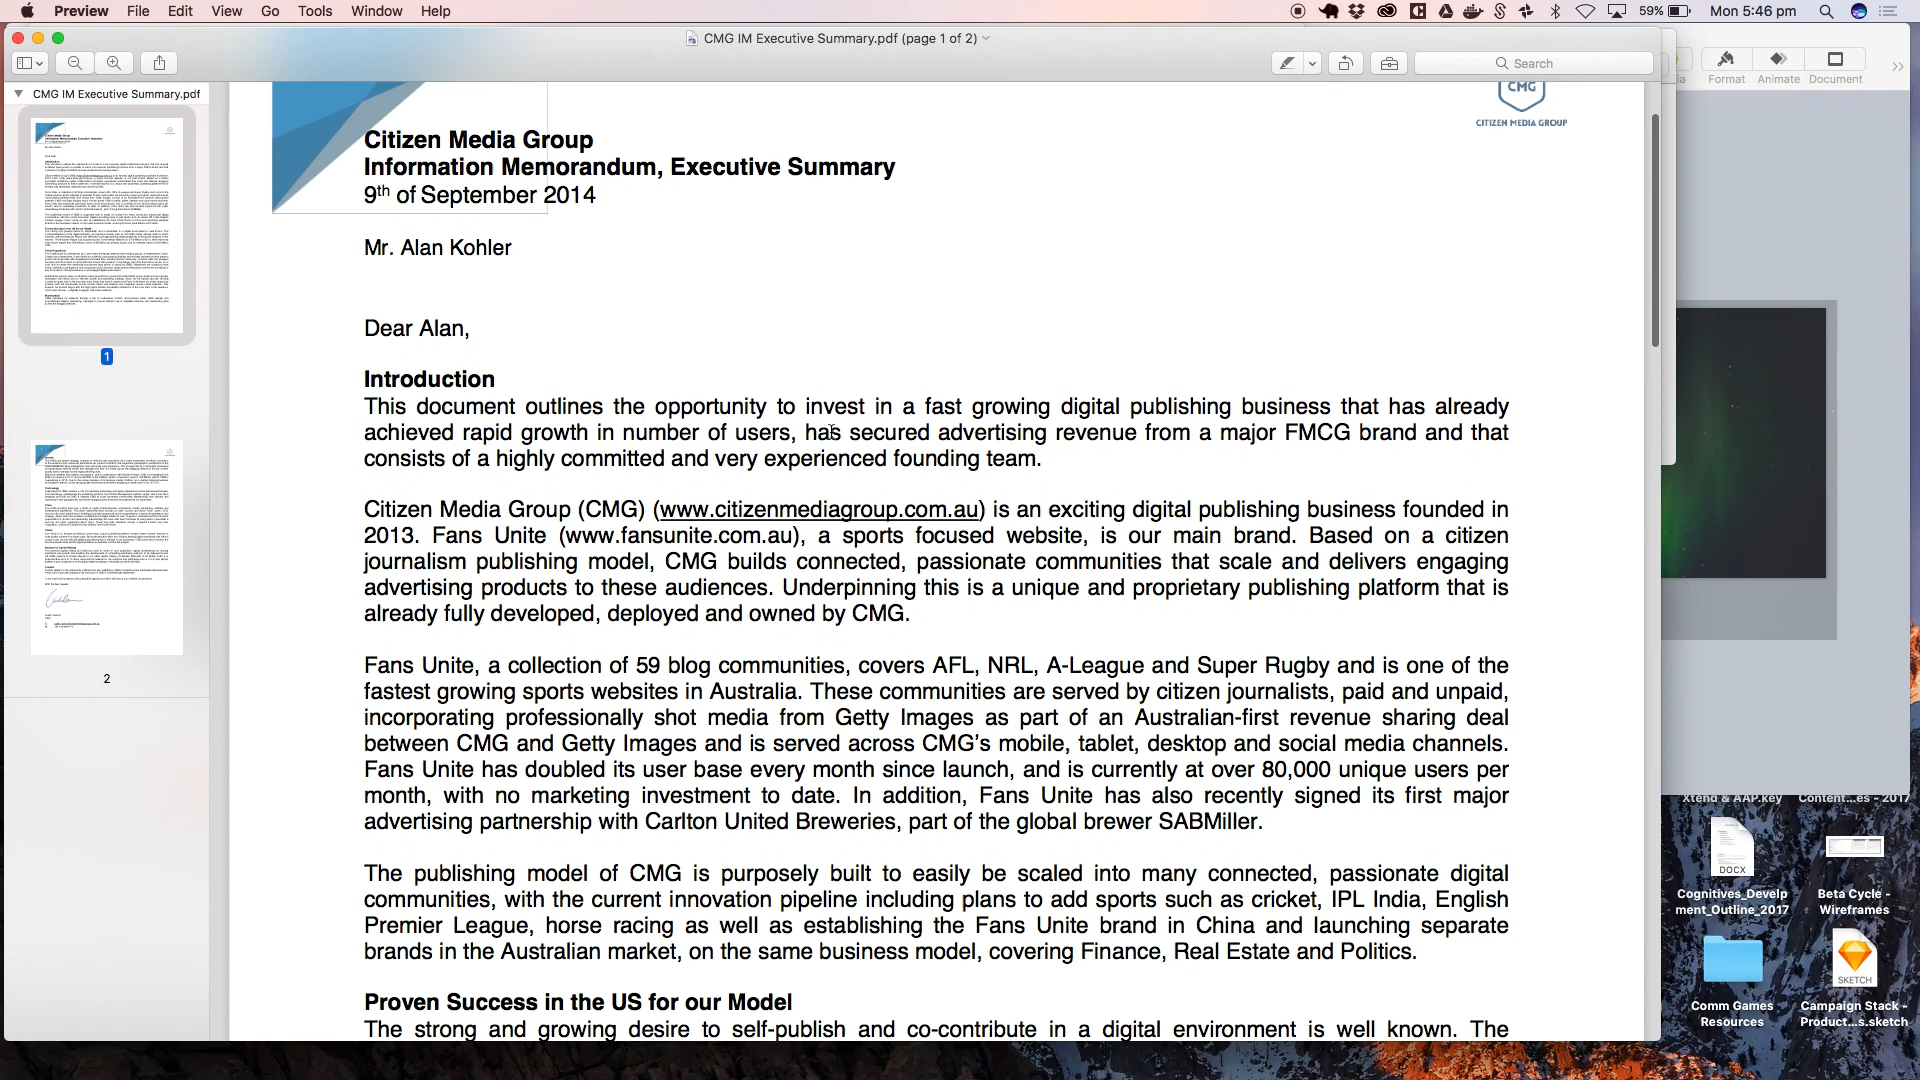 Preview File Edit View Go Tools Window Help
59% Mon 5:46 pm
CMG IM Executive Summary.pdf (page 1 of 2)
Search
Format Animate Document
CMG IM Executive Summary.pdf
1
2
CMG
CITIZEN MEDIA GROUP
Citizen Media Group
Information Memorandum, Executive Summary
9th of September 2014
Mr. Alan Kohler
Dear Alan,
Introduction
This document outlines the opportunity to invest in a fast growing digital publishing business that has already
achieved rapid growth in number of users, has secured advertising revenue from a major FMCG brand and that
consists of a highly committed and very experienced founding team.
Citizen Media Group (CMG) (www.citizenmediagroup.com.au) is an exciting digital publishing business founded in
2013. Fans Unite (www.fansunite.com.au), a sports focused website, is our main brand. Based on a citizen
journalism publishing model, CMG builds connected, passionate communities that scale and delivers engaging
advertising products to these audiences. Underpinning this is a unique and proprietary publishing platform that is
already fully developed, deployed and owned by CMG.
Fans Unite, a collection of 59 blog communities, covers AFL, NRL, A-League and Super Rugby and is one of the
fastest growing sports websites in Australia. These communities are served by citizen journalists, paid and unpaid,
incorporating professionally shot media from Getty Images as part of an Australian-first revenue sharing deal
between CMG and Getty Images and is served across CMG's mobile, tablet, desktop and social media channels.
Fans Unite has doubled its user base every month since launch, and is currently at over 80,000 unique users per
month, with no marketing investment to date. In addition, Fans Unite has also recently signed its first major
advertising partnership with Carlton United Breweries, part of the global brewer SABMiller.
The publishing model of CMG is purposely built to easily be scaled into many connected, passionate digital
communities, with the current innovation pipeline including plans to add sports such as cricket, IPL India, English
Premier League, horse racing as well as establishing the Fans Unite brand in China and launching separate
brands in the Australian market, on the same business model, covering Finance, Real Estate and Politics.
Proven Success in the US for our Model
The strong and growing desire to self-publish and co-contribute in a digital environment is well known. The
Xtend & AAP.key
Content...es - 2017
DOCX
Cognitives_Develp
ment_Outline_2017
Beta Cycle -
Wireframes
Comm Games
Resources
SKETCH
Campaign Stack -
Product...s.sketch